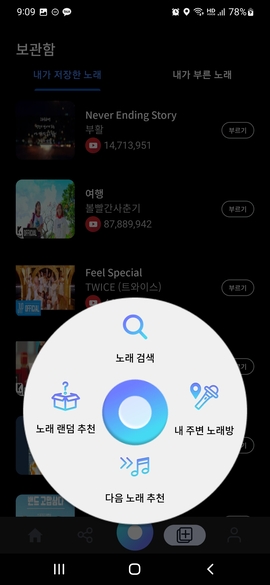 9:09
78%
보관함
내가 저장한 노래
내가 부른 노래
Never Ending Story
부활
14,713,951
부르기
여행
볼빨간사춘기
87,889,942
부르기
Feel Special
TWICE (트와이스)
부르기
노래 검색
노래 랜덤 추천
내 주변 노래방
다음 노래 추천